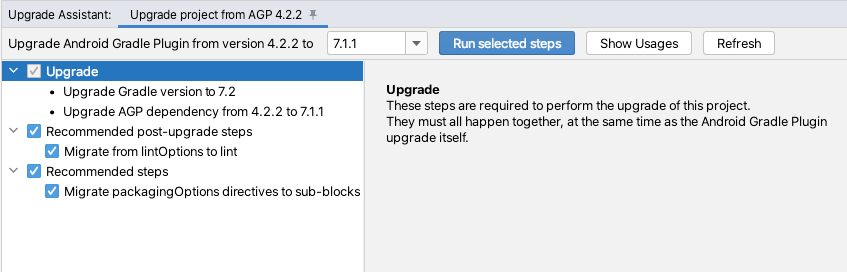 Upgrade Assistant: Upgrade project from AGP 4.2.2
Upgrade Android Gradle Plugin from version 4.2.2 to 7.1.1 Run selected steps Show Usages Refresh
Upgrade
Upgrade Gradle version to 7.2
Upgrade AGP dependency from 4.2.2 to 7.1.1
Recommended post-upgrade steps
Migrate from lintOptions to lint
Recommended steps
Migrate packagingOptions directives to sub-blocks
Upgrade
These steps are required to perform the upgrade of this project.
They must all happen together, at the same time as the Android Gradle Plugin
upgrade itself.